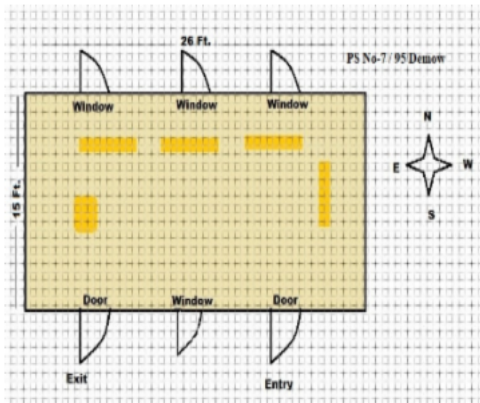 26 Ft.
PS No-7 / 95 Demow
Window Window Window
N
E W
S
15 Ft.
Door Window Door
Exit
Entry